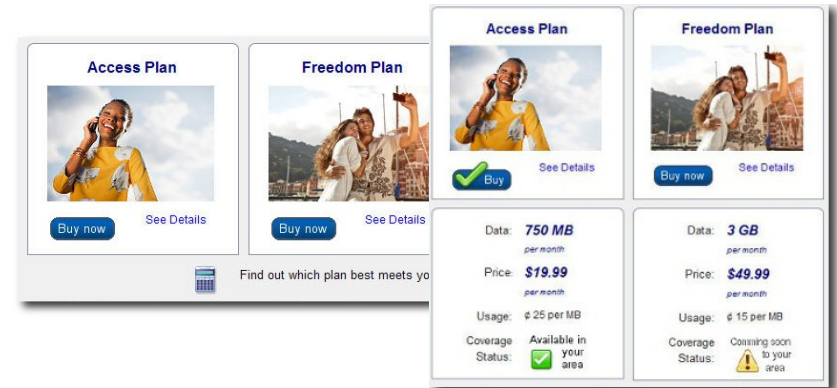 Access Plan
Freedom Plan
Buy now
See Details
Buy now
See Details
Find out which plan best meets yo
Access Plan
Freedom Plan
Buy
See Details
Buy now
See Details
Data: 750 MB
per month
Price: $19.99
per month
Usage: ¢ 25 per MB
Coverage Status:
Available in
your
area
Data: 3 GB
per month
Price: $49.99
per month
Usage: ¢ 15 per MB
Coverage Status:
Comming soon
to your
area